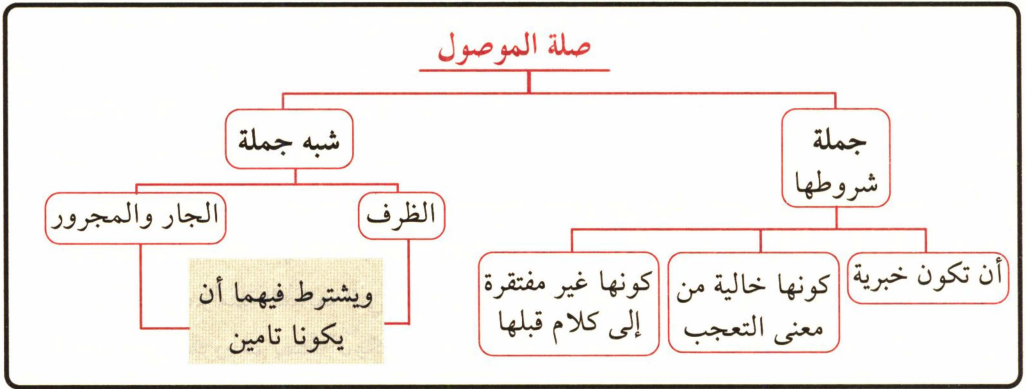 صلة الموصول
جملة
شروطها
شبه جملة
أن تكون خبرية
كونها خالية من
معنى التعجب
كونها غير مفتقرة
إلى كلام قبلها
الظرف
الجار والمجرور
ويشترط فيهما أن
يكونا تامين